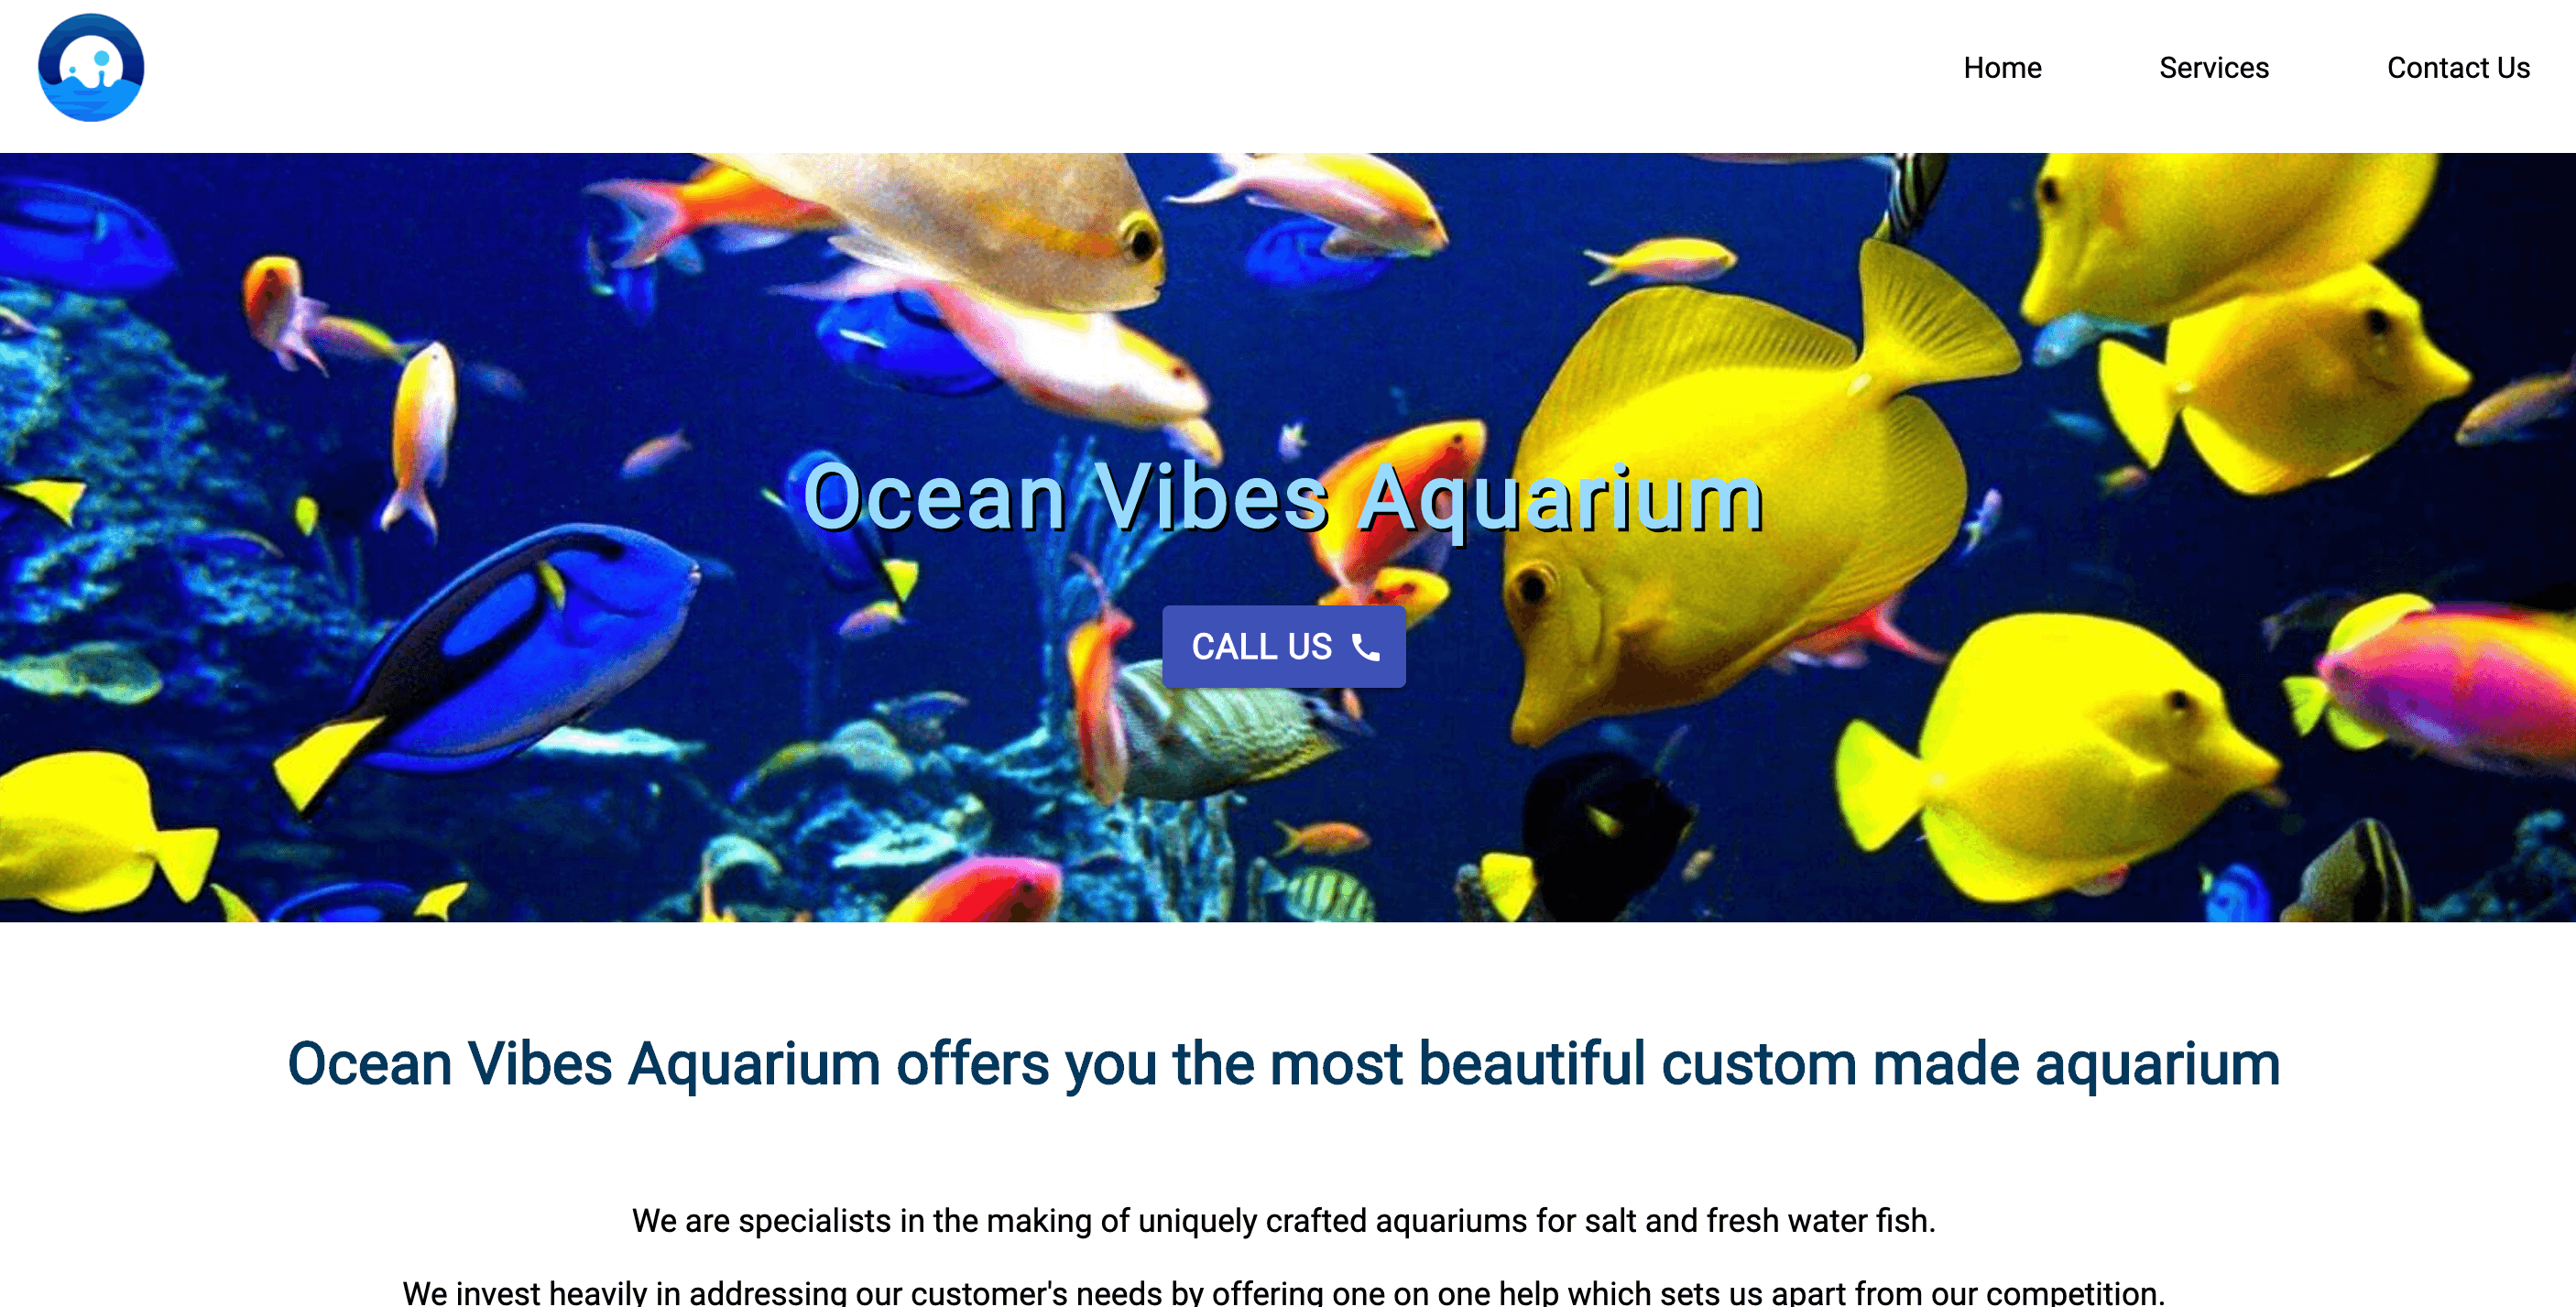 Home
Services
Contact Us
Ocean Vibes Aquarium
CALL US
Ocean Vibes Aquarium offers you the most beautiful custom made aquarium
We are specialists in the making of uniquely crafted aquariums for salt and fresh water fish.
We invest heavily in addressing our customer's needs by offering one on one help which sets us apart from our competition.